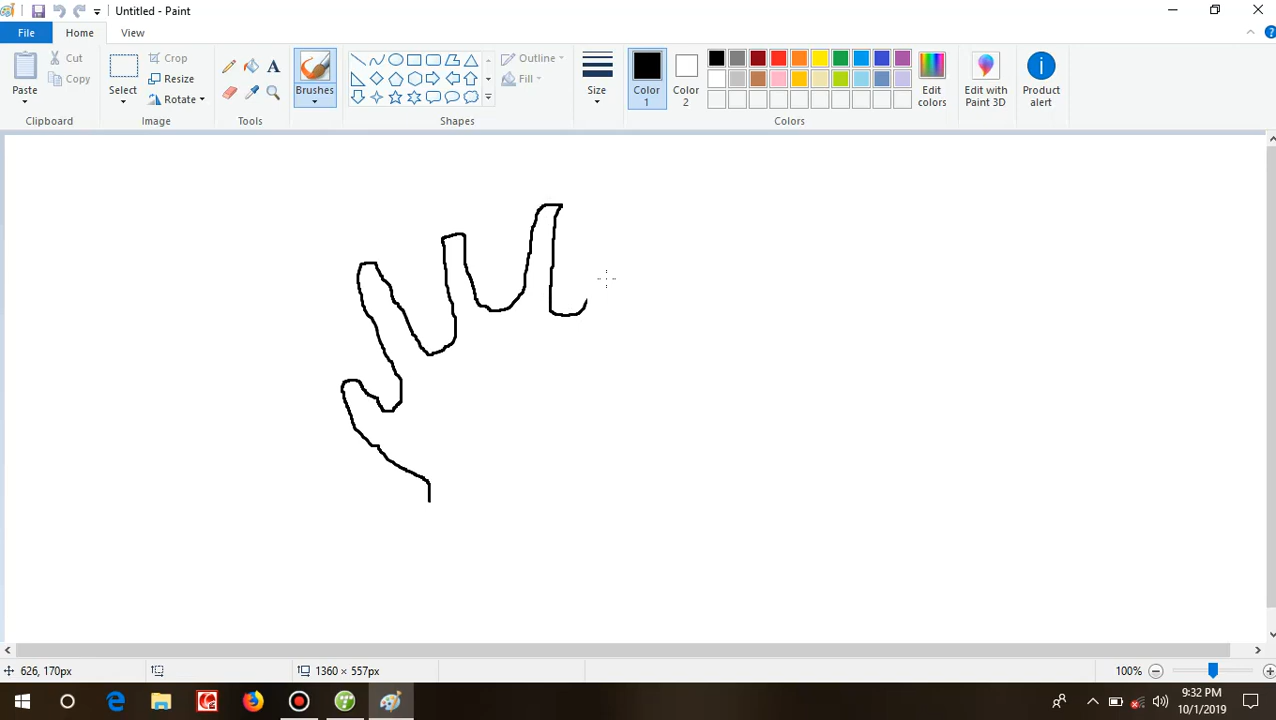 Untitled - Paint
File Home View
Paste
Cut
Copy
Clipboard
Select
Crop
Resize
Rotate
Image
A
Tools
Brushes
Outline
Fill
Shapes
Size
Color 1
Color 2
Edit colors
Colors
Edit with Paint 3D
Product alert
626, 170px
1360 × 557px
100%
9:32 PM
10/1/2019